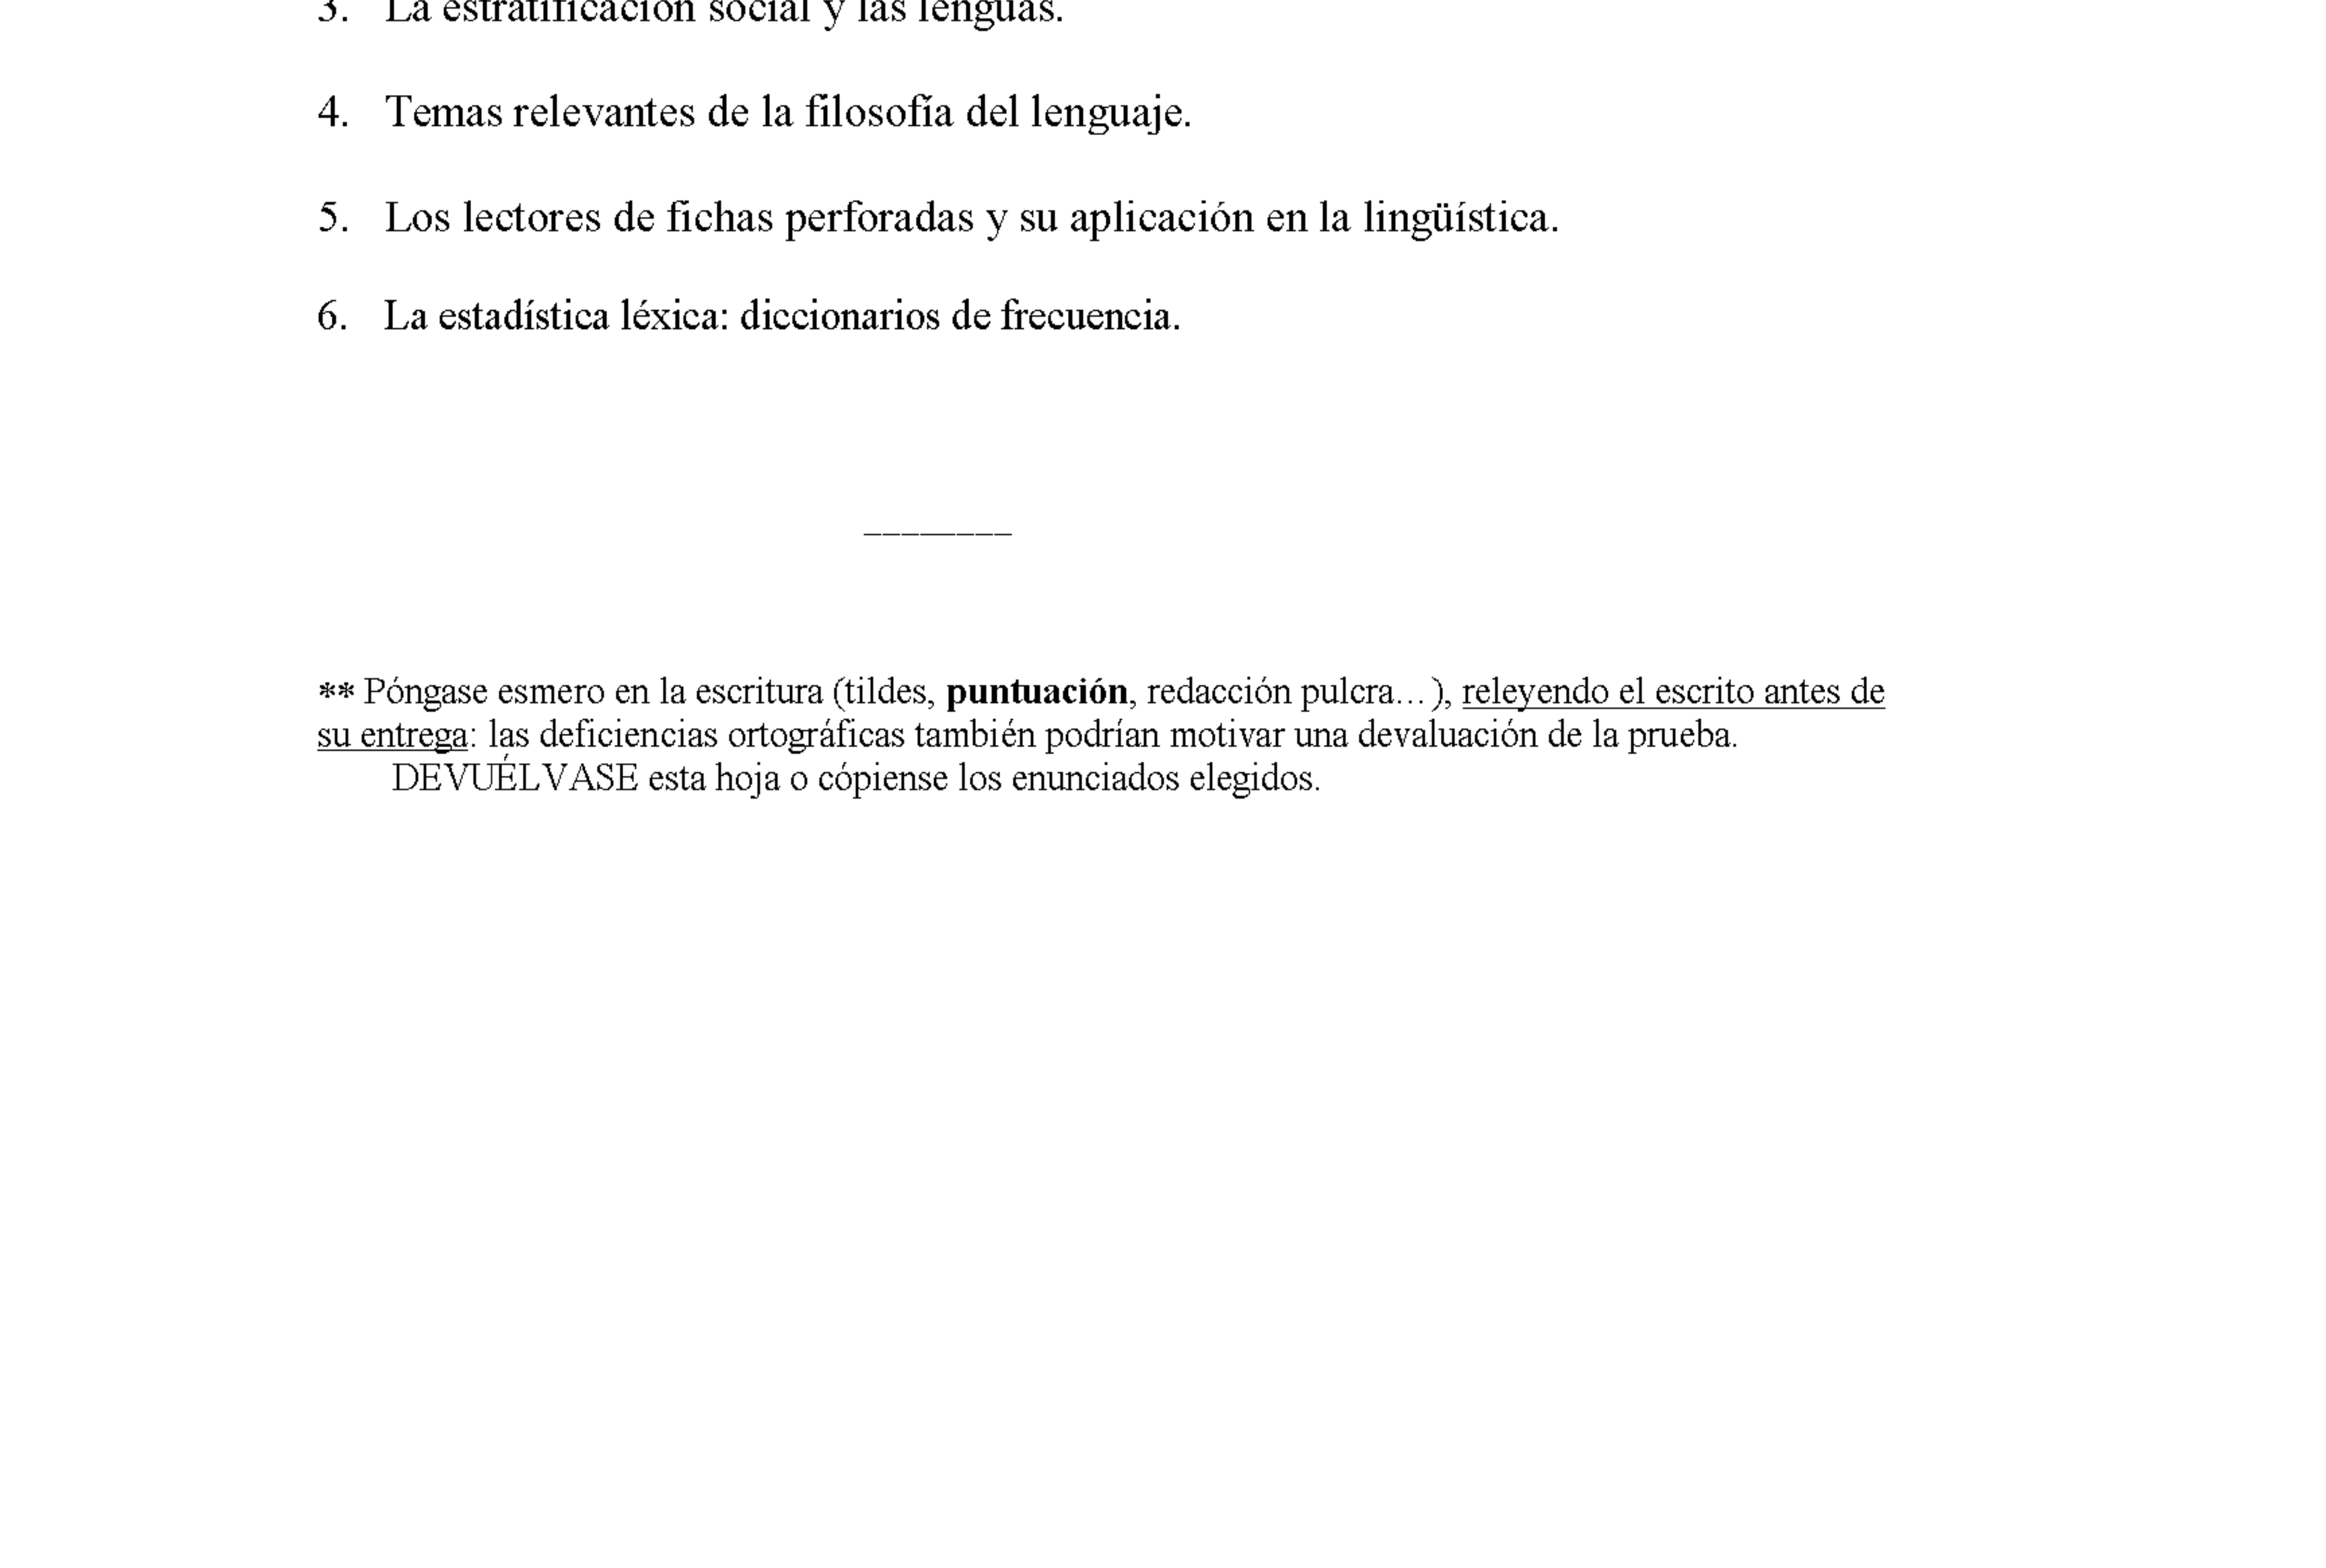 3. La estratificación social y las lenguas.
4. Temas relevantes de la filosofía del lenguaje.
5. Los lectores de fichas perforadas y su aplicación en la lingüística.
6. La estadística léxica: diccionarios de frecuencia.
________
** Póngase esmero en la escritura (tildes, puntuación, redacción pulcra…), releyendo el escrito antes de
su entrega: las deficiencias ortográficas también podrían motivar una devaluación de la prueba.
DEVUÉLVASE esta hoja o cópiense los enunciados elegidos.